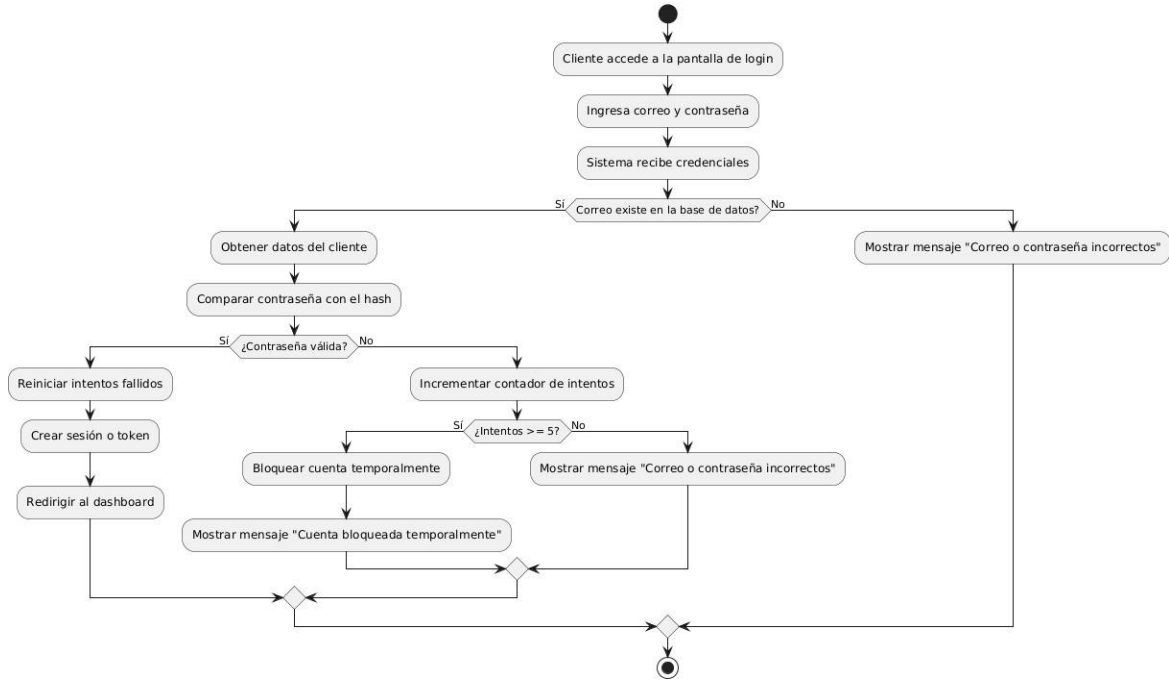 Cliente accede a la pantalla de login
Ingresa correo y contraseña
Sistema recibe credenciales
Sí
Correo existe en la base de datos?
No
Obtener datos del cliente
Mostrar mensaje "Correo o contraseña incorrectos"
Comparar contraseña con el hash
Sí
¿Contraseña válida?
No
Reiniciar intentos fallidos
Incrementar contador de intentos
Crear sesión o token
Sí
¿Intentos >= 5?
No
Bloquear cuenta temporalmente
Mostrar mensaje "Correo o contraseña incorrectos"
Redirigir al dashboard
Mostrar mensaje "Cuenta bloqueada temporalmente"